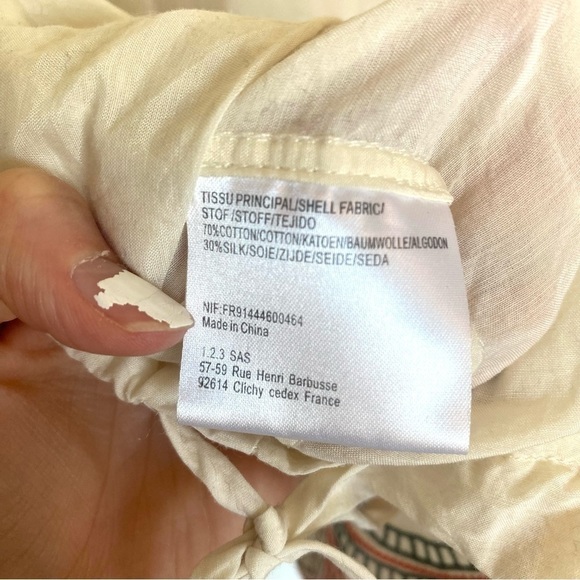 TISSU PRINCIPAL/SHELL FABRIC/
STOF/STOFF/TEJIDO
70%COTTON/COTTON/KATOEN/BAUMWOLLE/ALGODON
30%SILK/SOIE/ZIJDE/SEIDE/SEDA
NIF:FR91444600464
Made in China
1.2.3 SAS
57-59 Rue Henri Barbusse
92614 Clichy cedex France